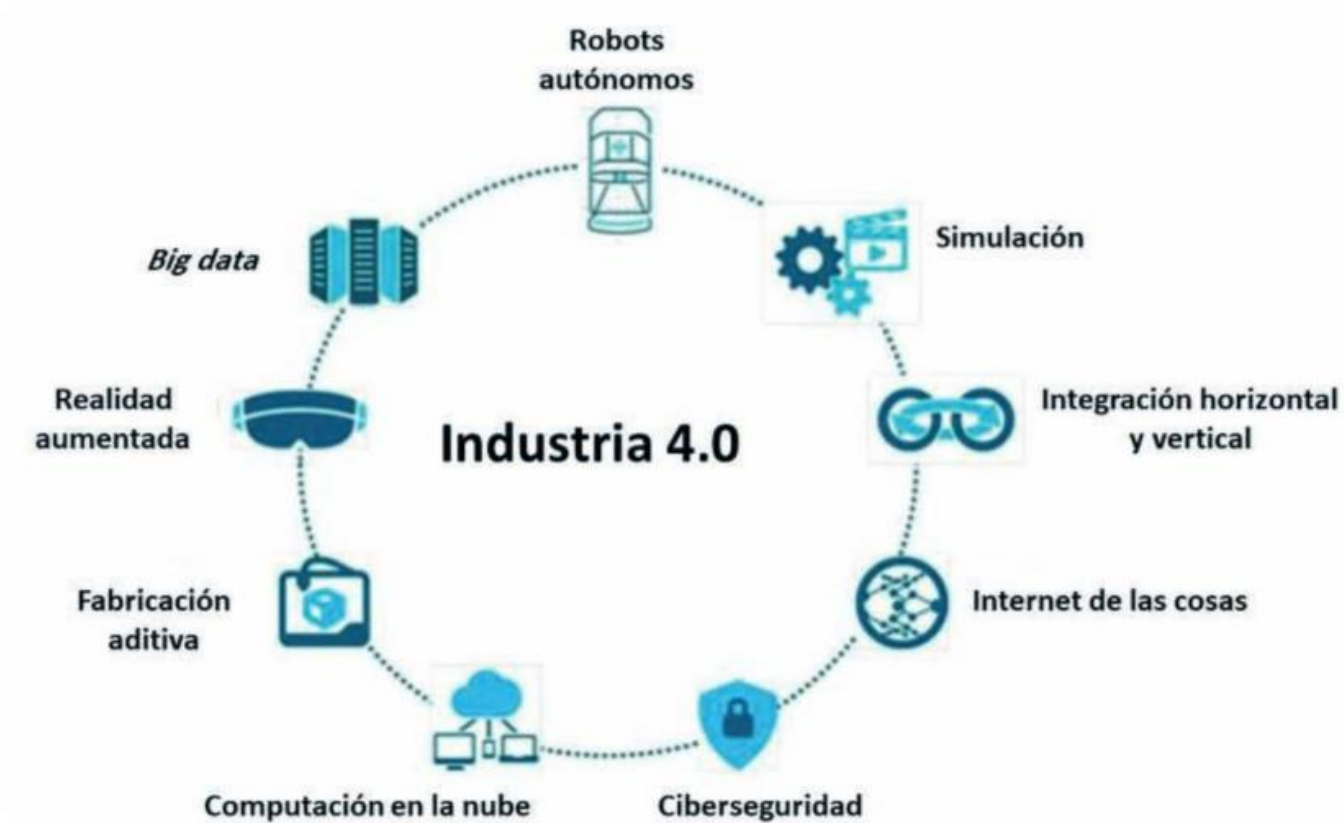 Robots
autónomos
Simulación
Big data
Integración horizontal
y vertical
Realidad
aumentada
Industria 4.0
Internet de las cosas
Fabricación
aditiva
Ciberseguridad
Computación en la nube